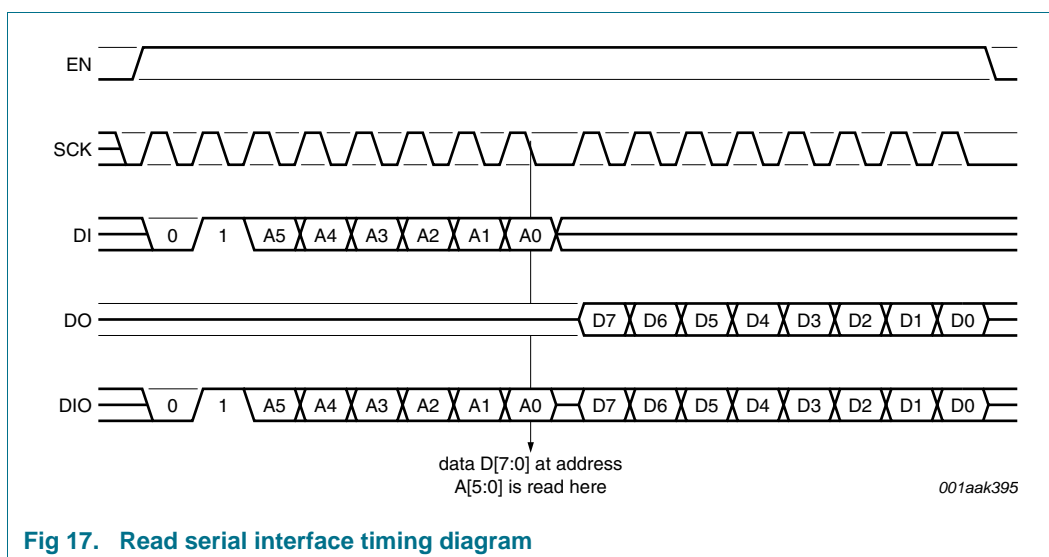 EN
SCK
DI 0 1 A5 A4 A3 A2 A1 A0
DO D7 D6 D5 D4 D3 D2 D1 D0
DIO 0 1 A5 A4 A3 A2 A1 A0 D7 D6 D5 D4 D3 D2 D1 D0
data D[7:0] at address
A[5:0] is read here
001aak395
Fig 17. Read serial interface timing diagram